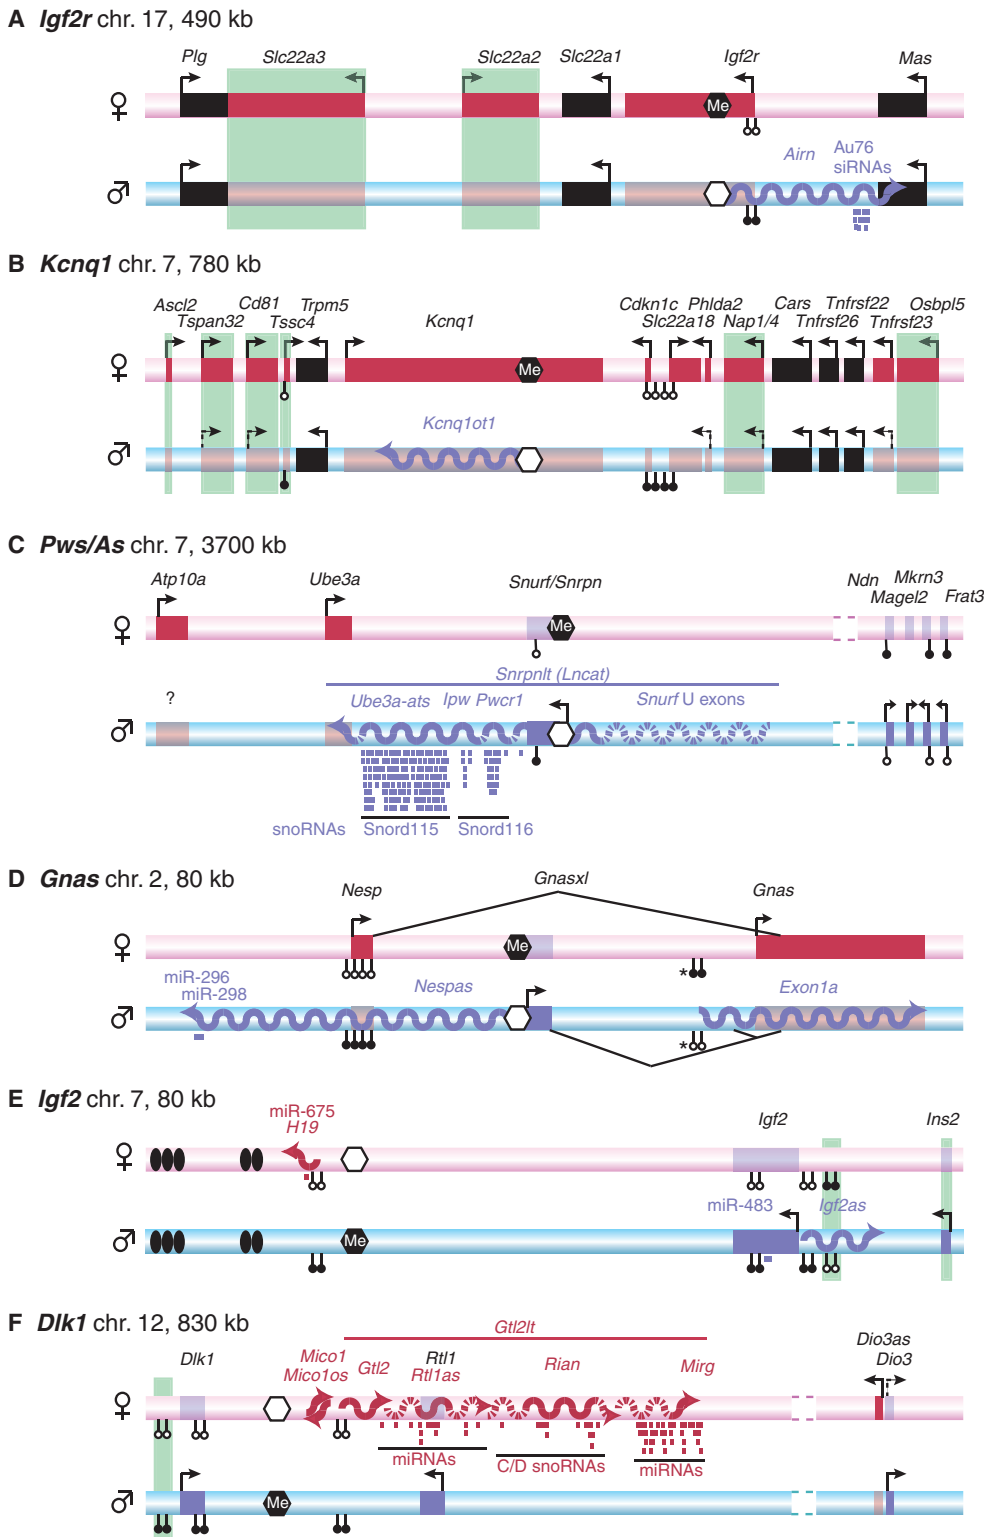 A Igf2r chr. 17, 490 kb
Plg Slc22a3 Slc22a2 Slc22a1 Igf2r Mas
♀ Me
Airn Au76
siRNAs
♂
B Kcnq1 chr. 7, 780 kb
Ascl2 Cd81 Trpm5 Kcnq1 Cdkn1c Phlda2 Cars Tnfrsf22 Osbpl5
Tspan32 Tssc4 Slc22a18 Nap1/4 Tnfrsf26 Tnfrsf23
♀ Me
Kcnq1ot1
♂
C Pws/As chr. 7, 3700 kb
Atp10a Ube3a Snurf/Snrpn Ndn Mkrn3
Magel2 Frat3
♀ Me
Snrpnlt (Lncat)
? Ube3a-ats Ipw Pwcr1 Snurf U exons
♂
snoRNAs Snord115 Snord116
D Gnas chr. 2, 80 kb
Nesp Gnasxl Gnas
♀ Me
*
miR-296
miR-298 Nespas Exon1a
♂
*
E Igf2 chr. 7, 80 kb
miR-675
H19 Igf2 Ins2
♀
miR-483 Igf2as
♂ Me
F Dlk1 chr. 12, 830 kb
Gtl2lt
Dlk1 Mico1 Rtl1 Dio3as
Mico1os Gtl2 Rtl1as Rian Mirg Dio3
♀
miRNAs C/D snoRNAs miRNAs
♂ Me